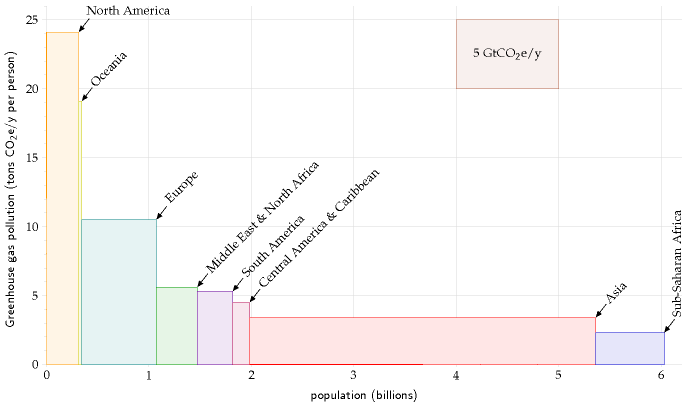 North America
Oceania
Europe
Middle East & North Africa
South America
Central America & Caribbean
Asia
Sub-Saharan Africa
5 GtCO₂e/y
Greenhouse gas pollution (tons CO₂e/y per person)
25
20
15
10
5
0
0 1 2 3 4 5 6
population (billions)